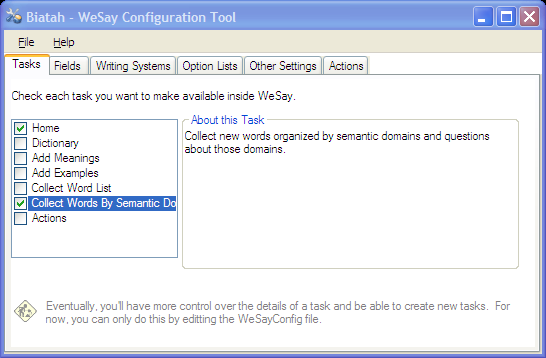 Biatah - WeSay Configuration Tool
File Help
Tasks Fields Writing Systems Option Lists Other Settings Actions
Check each task you want to make available inside WeSay.
Home
Dictionary
Add Meanings
Add Examples
Collect Word List
Collect Words By Semantic Do
Actions
About this Task
Collect new words organized by semantic domains and questions
about those domains.
Eventually, you'll have more control over the details of a task and be able to create new tasks. For
now, you can only do this by editing the WeSayConfig file.